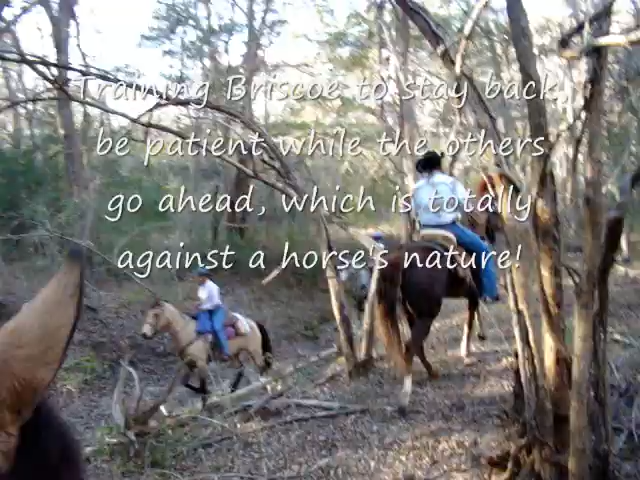 Training Briscoe to stay back,
be patient while the others
go ahead, which is totally
against a horse's nature!